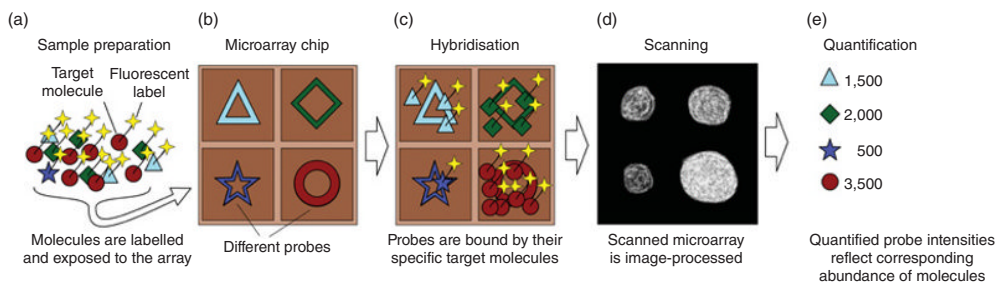 (a)
Sample preparation
Target
molecule
Fluorescent
label
Molecules are labelled
and exposed to the array
(b)
Microarray chip
Different probes
(c)
Hybridisation
Probes are bound by their
specific target molecules
(d)
Scanning
Scanned microarray
is image-processed
(e)
Quantification
1,500
2,000
500
3,500
Quantified probe intensities
reflect corresponding
abundance of molecules